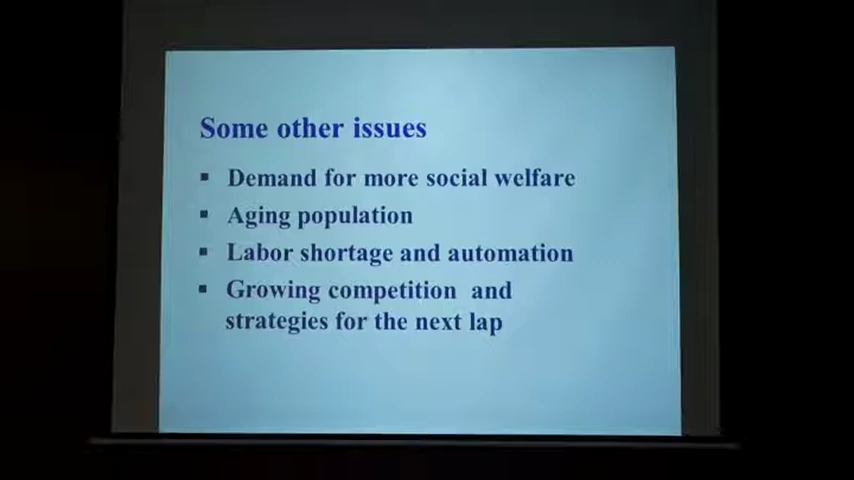 Some other issues
▪ Demand for more social welfare
▪ Aging population
▪ Labor shortage and automation
▪ Growing competition and
strategies for the next lap